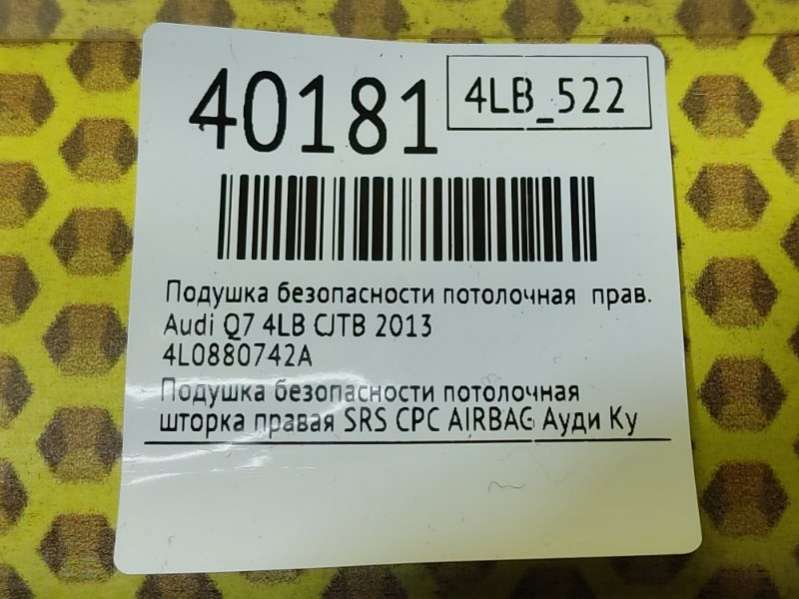 40181
4LB_522
Подушка безопасности потолочная прав.
Audi Q7 4LB CJTB 2013
4L0880742A
Подушка безопасности потолочная
шторка правая SRS СРС AIRBAG Ауди Ку